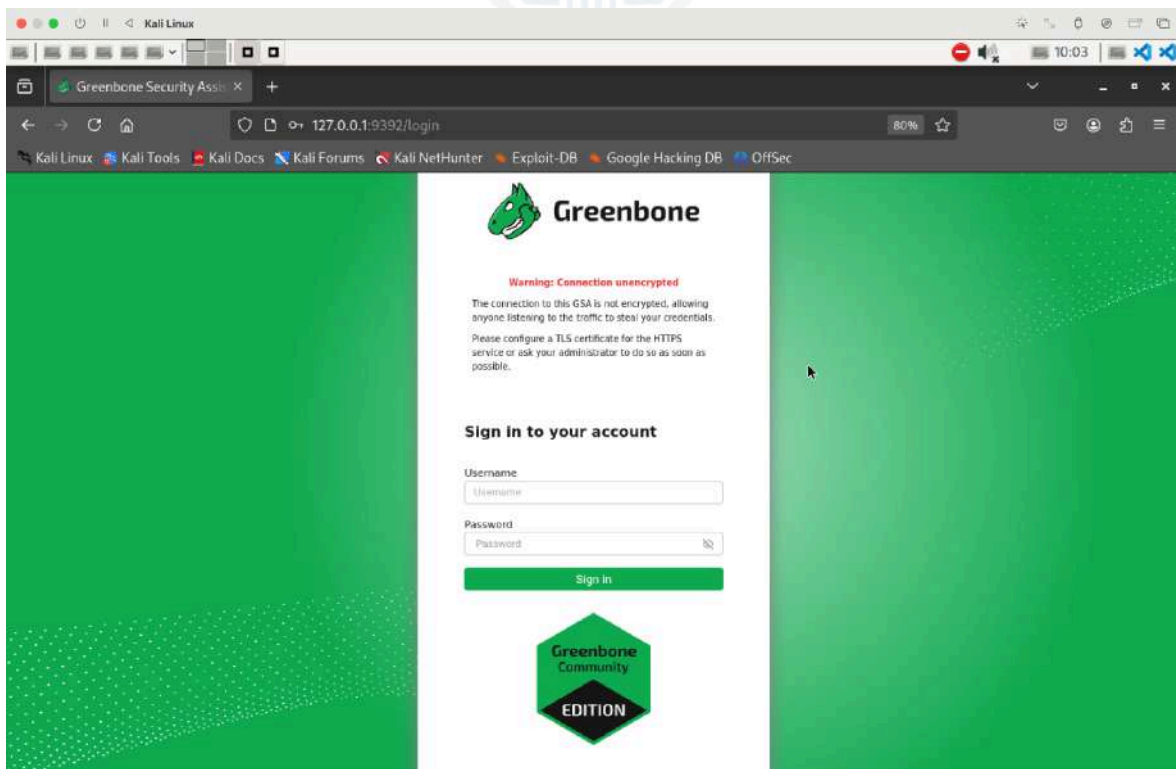 Kali Linux
10:03
Greenbone Security Assis
127.0.0.1:9392/login
80%
Kali Linux Kali Tools Kali Docs Kali Forums Kali NetHunter Exploit-DB Google Hacking DB OffSec
Greenbone
Warning: Connection unencrypted
The connection to this GSA is not encrypted, allowing
anyone listening to the traffic to steal your credentials.
Please configure a TLS certificate for the HTTPS
service or ask your administrator to do so as soon as
possible.
Sign in to your account
Username
Username
Password
Password
Sign in
Greenbone
Community
EDITION